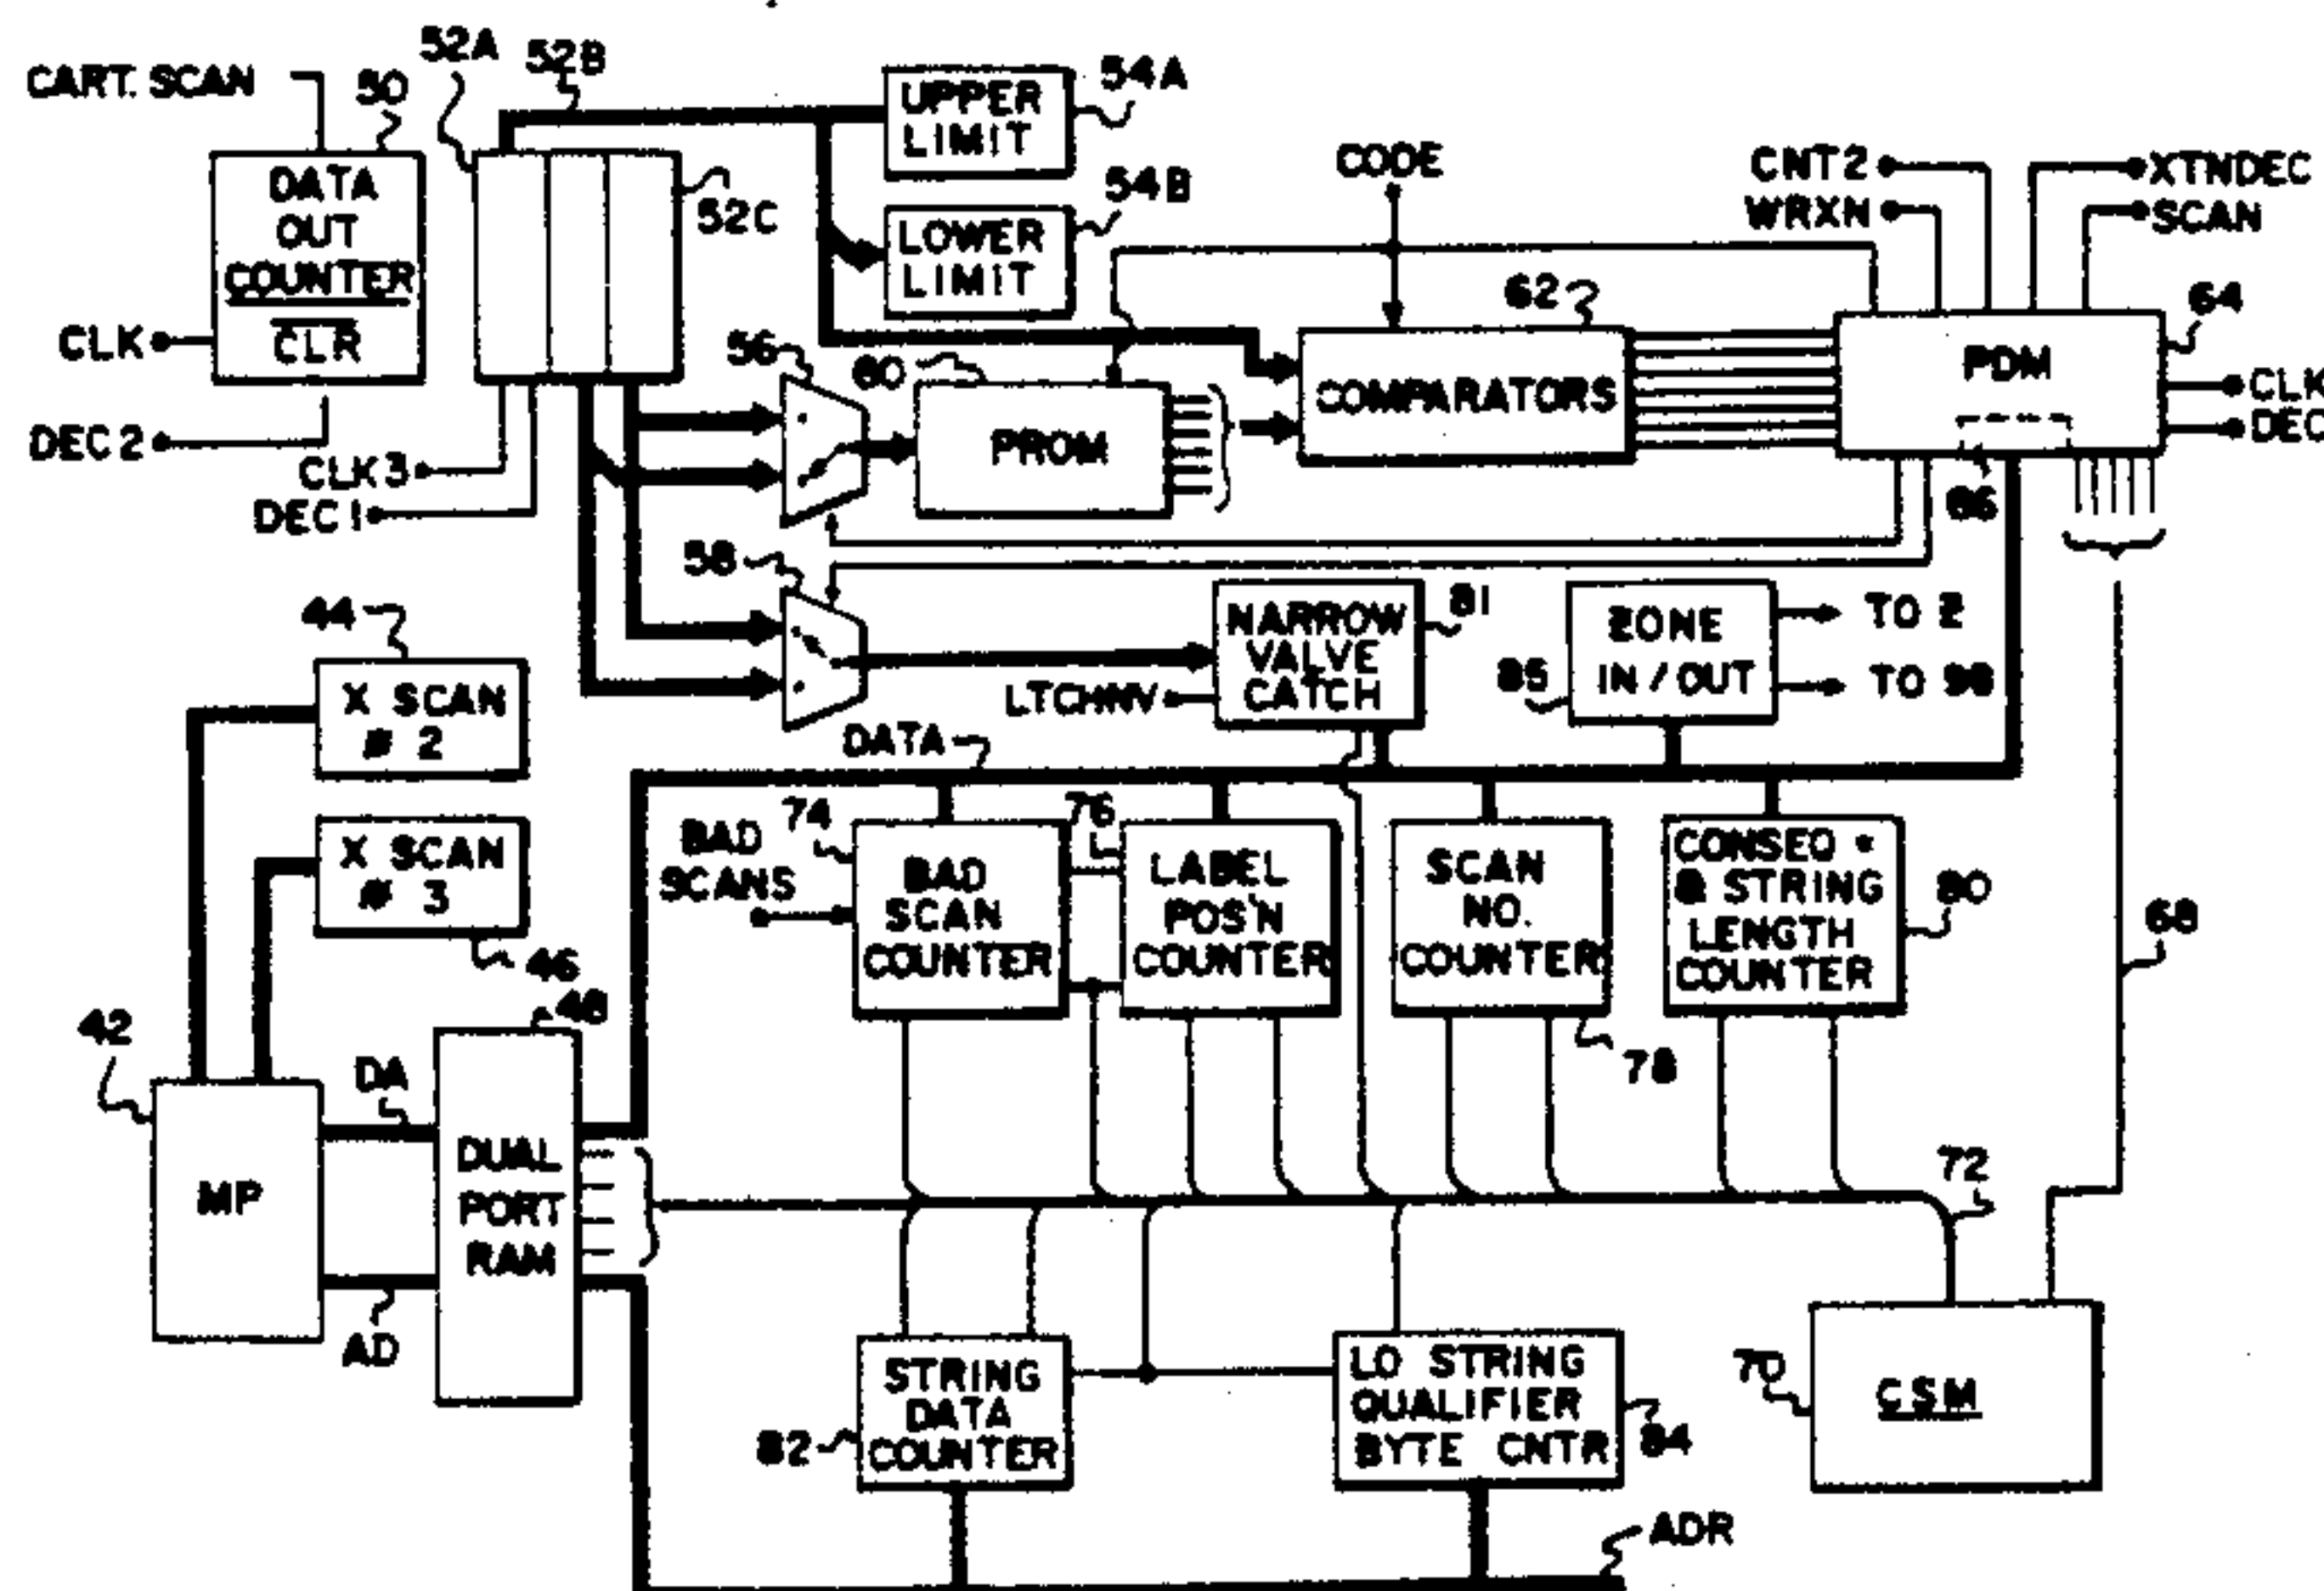 CART. SCAN
50
52A
52B
UPPER
LIMIT
54A
DATA
OUT
COUNTER
CLR
52C
LOWER
LIMIT
54B
CODE
CNT2
WRXN
XTNDEC
SCAN
CLK
DEC 2
CLK 3
DEC 1
56
60
PROM
62
COMPARATORS
PDM
64
CLK
DEC
66
58
NARROW
VALVE
CATCH
81
LTCHNV
ZONE
IN / OUT
85
TO 2
TO 98
44
X SCAN
# 2
X SCAN
# 3
46
DATA
74
BAD
SCANS
BAD
SCAN
COUNTER
76
LABEL
POS'N
COUNTER
SCAN
NO.
COUNTER
78
CONSEQ •
& STRING
LENGTH
COUNTER
80
68
42
MP
DA
AD
48
DUAL
PORT
RAM
72
STRING
DATA
COUNTER
82
LO STRING
QUALIFIER
BYTE CNTR
84
70
CSM
ADR